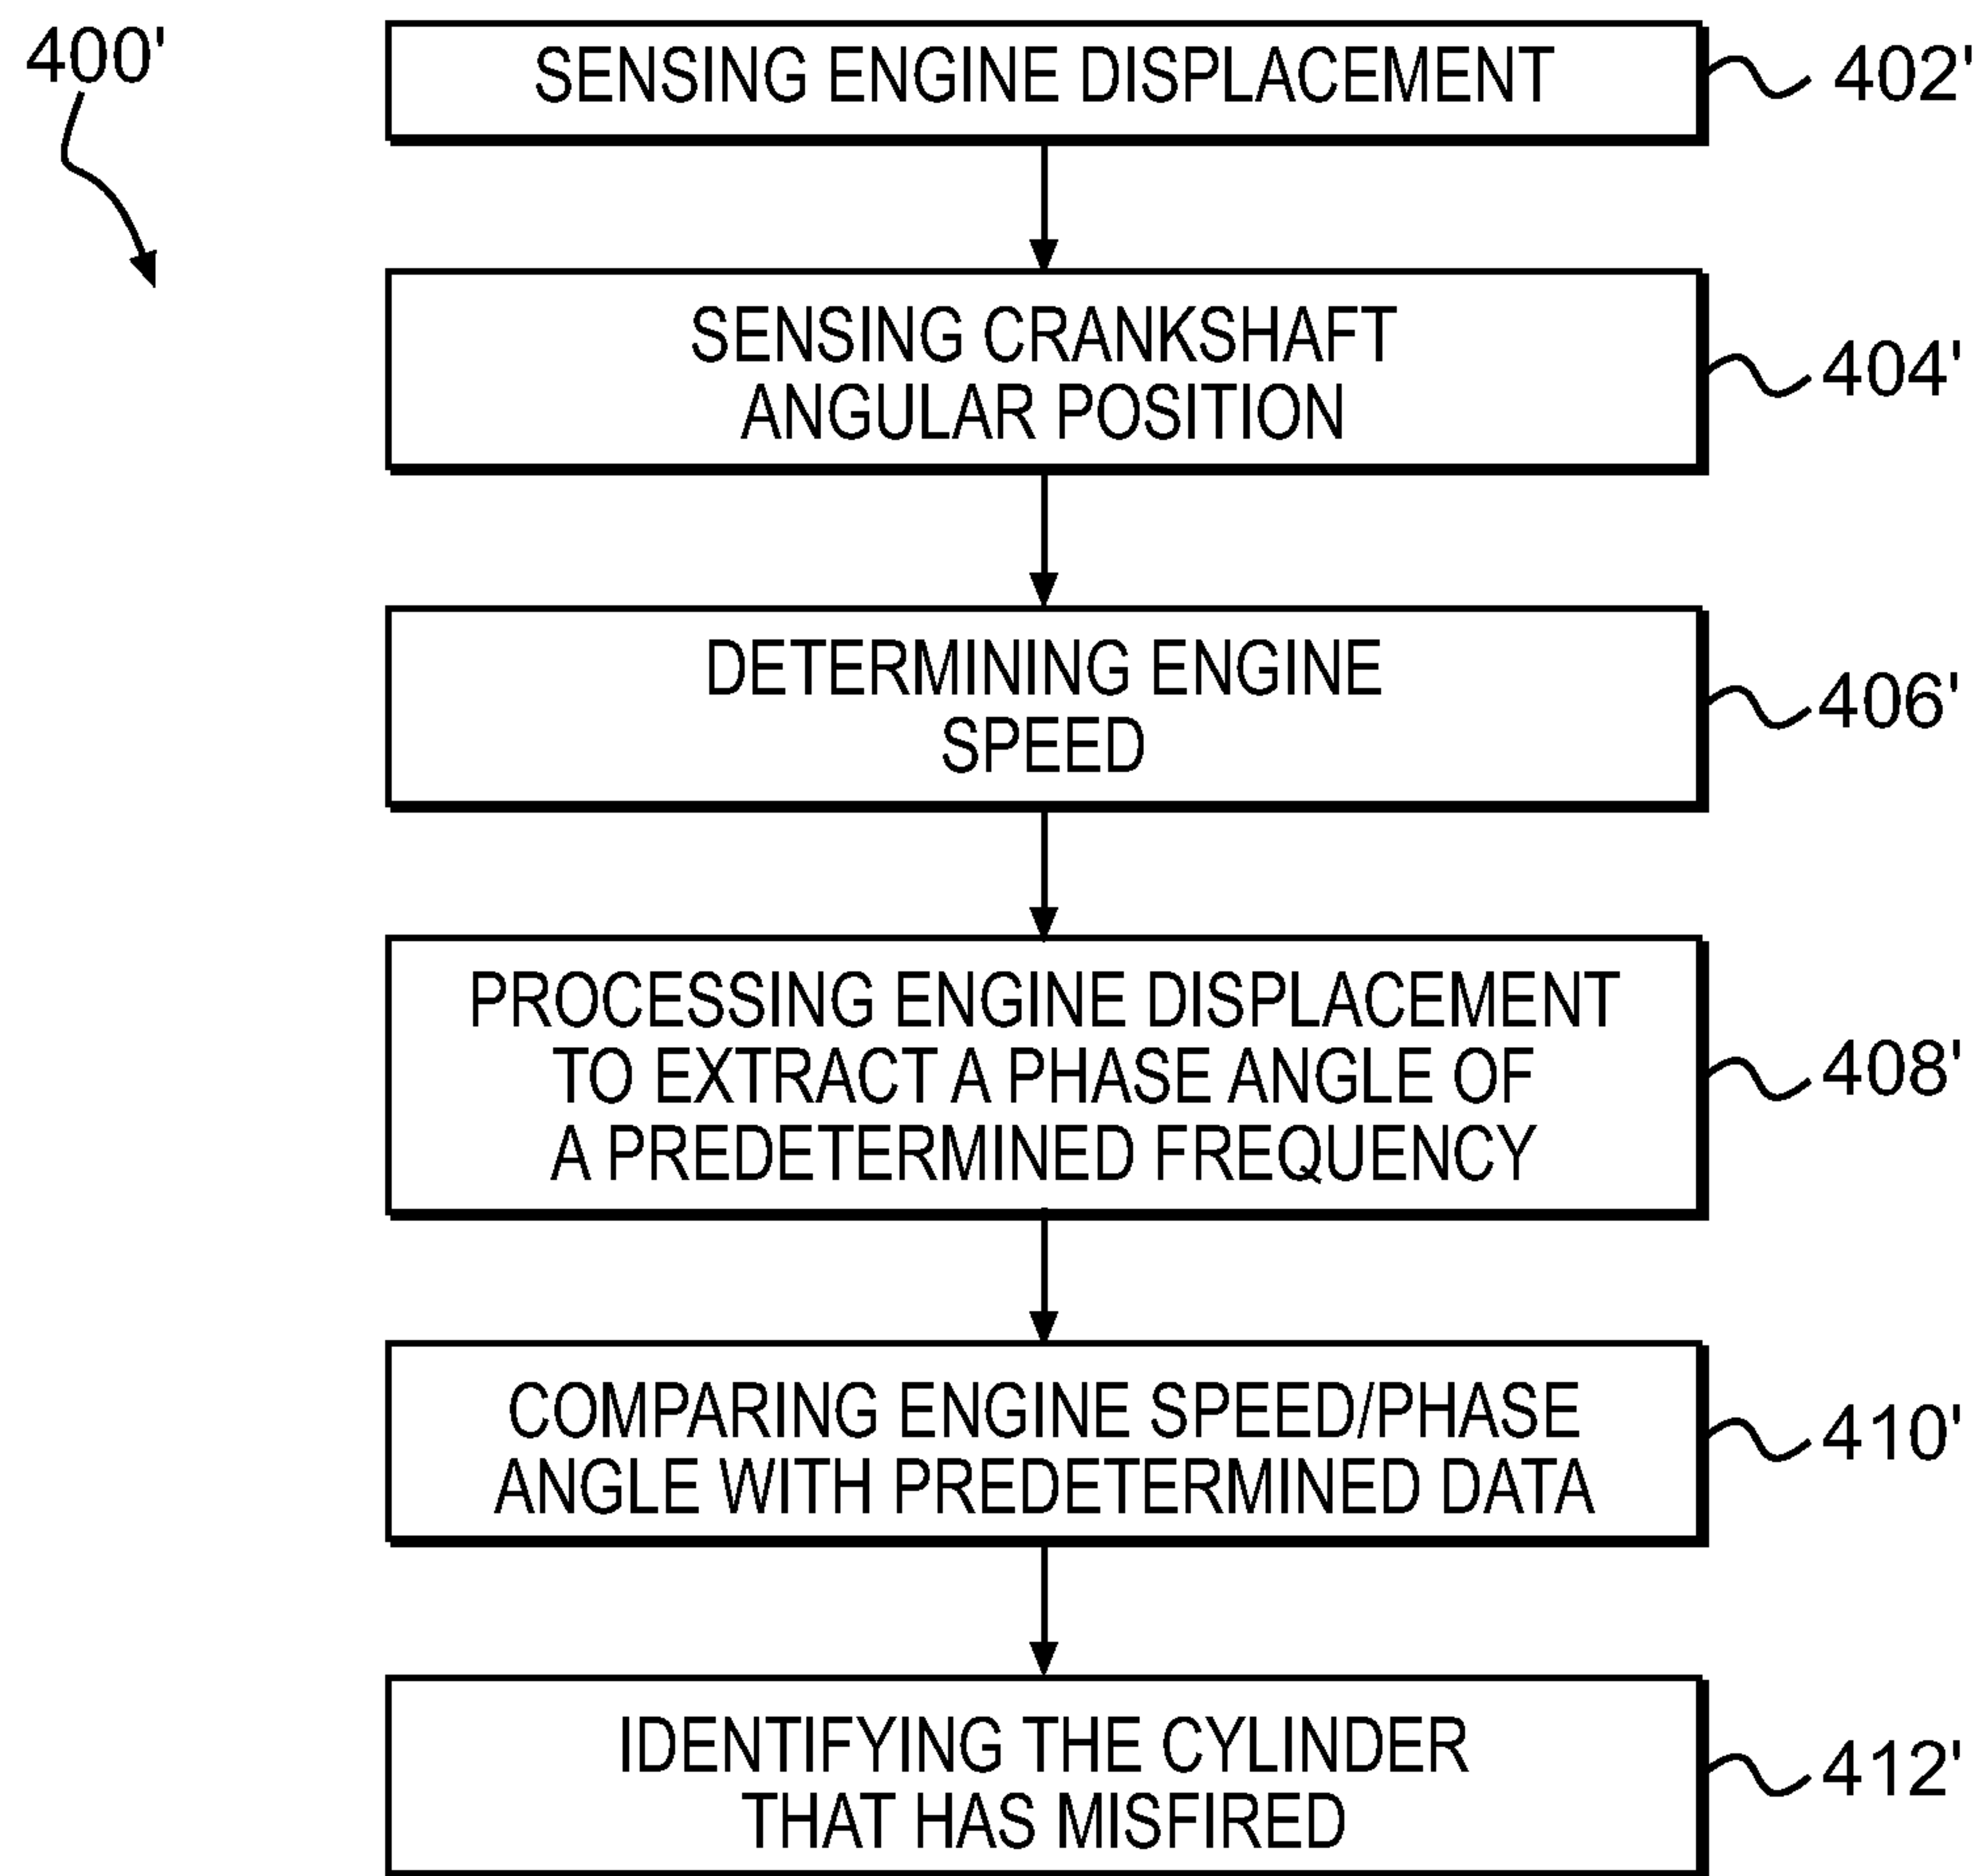 400'
SENSING ENGINE DISPLACEMENT
402'
SENSING CRANKSHAFT
ANGULAR POSITION
404'
DETERMINING ENGINE
SPEED
406'
PROCESSING ENGINE DISPLACEMENT
TO EXTRACT A PHASE ANGLE OF
A PREDETERMINED FREQUENCY
408'
COMPARING ENGINE SPEED/PHASE
ANGLE WITH PREDETERMINED DATA
410'
IDENTIFYING THE CYLINDER
THAT HAS MISFIRED
412'